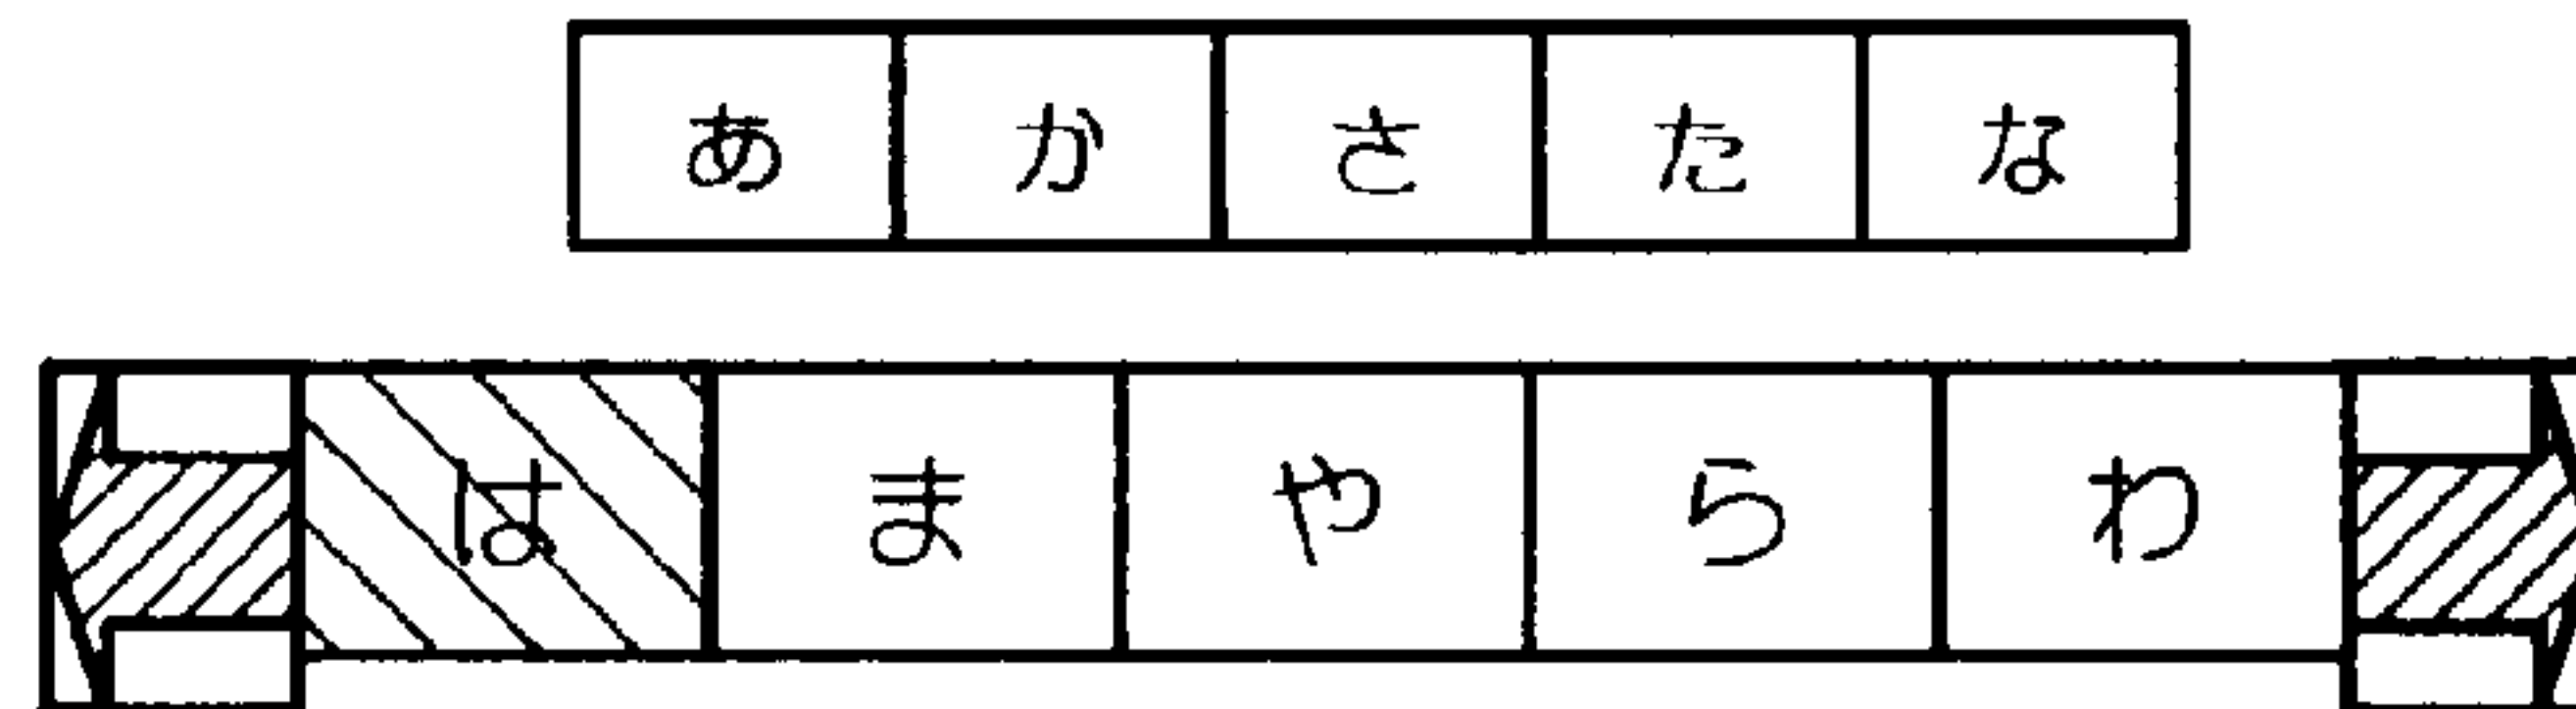 あ か さ た な
は ま や ら わ